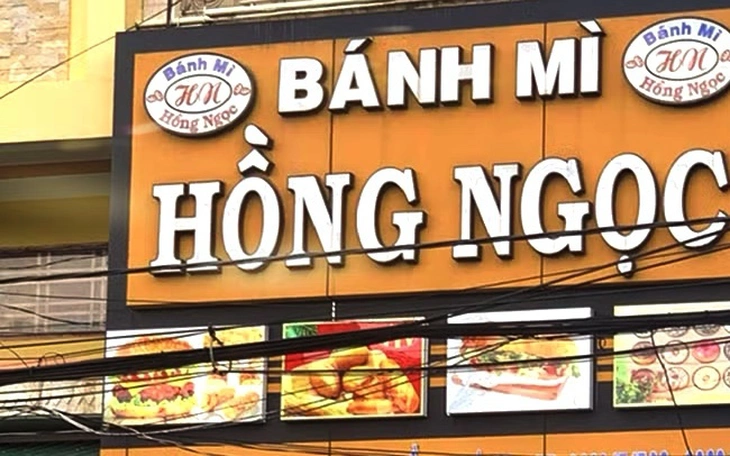 Bánh Mì
HN
Hồng Ngọc
BÁNH MÌ
Bánh Mì
HN
Hồng Ngọc
HỒNG NGỌC